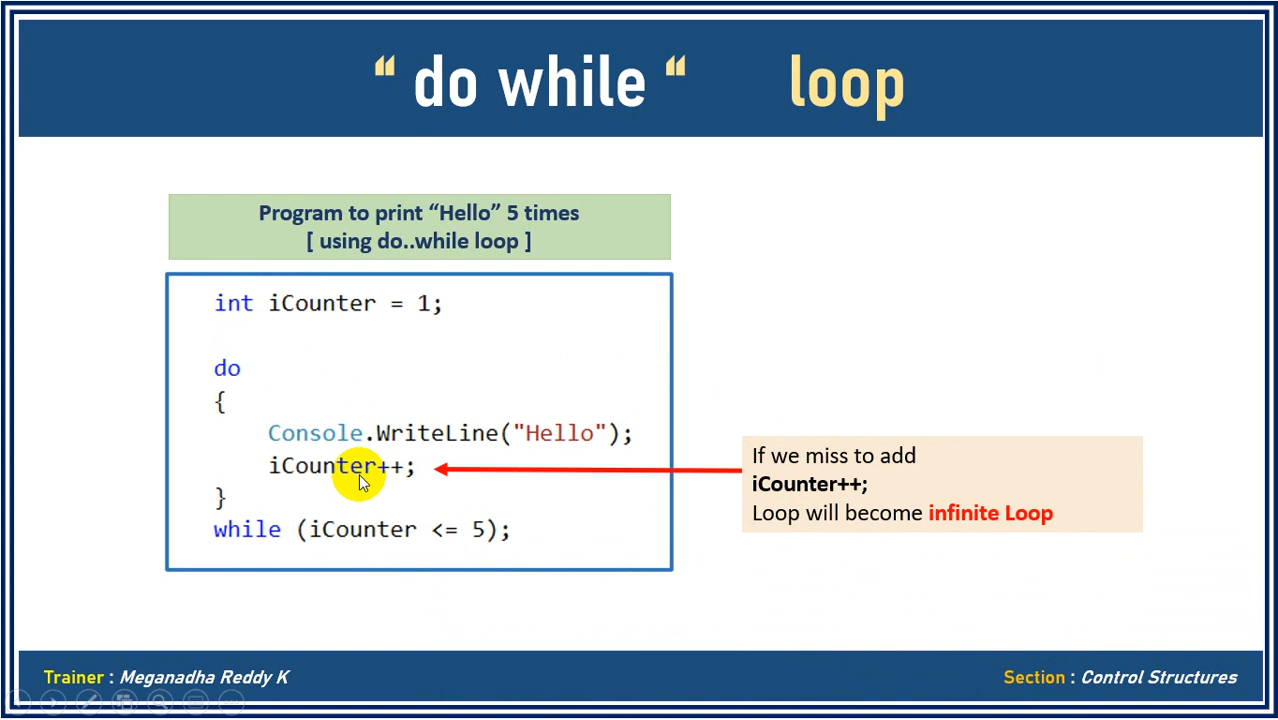 “ do while “ loop
Program to print “Hello” 5 times
[ using do..while loop ]
int iCounter = 1;
do
{
Console.WriteLine("Hello");
iCounter++;
}
while (iCounter <= 5);
If we miss to add
iCounter++;
Loop will become infinite Loop
Trainer : Meganadha Reddy K
Section : Control Structures